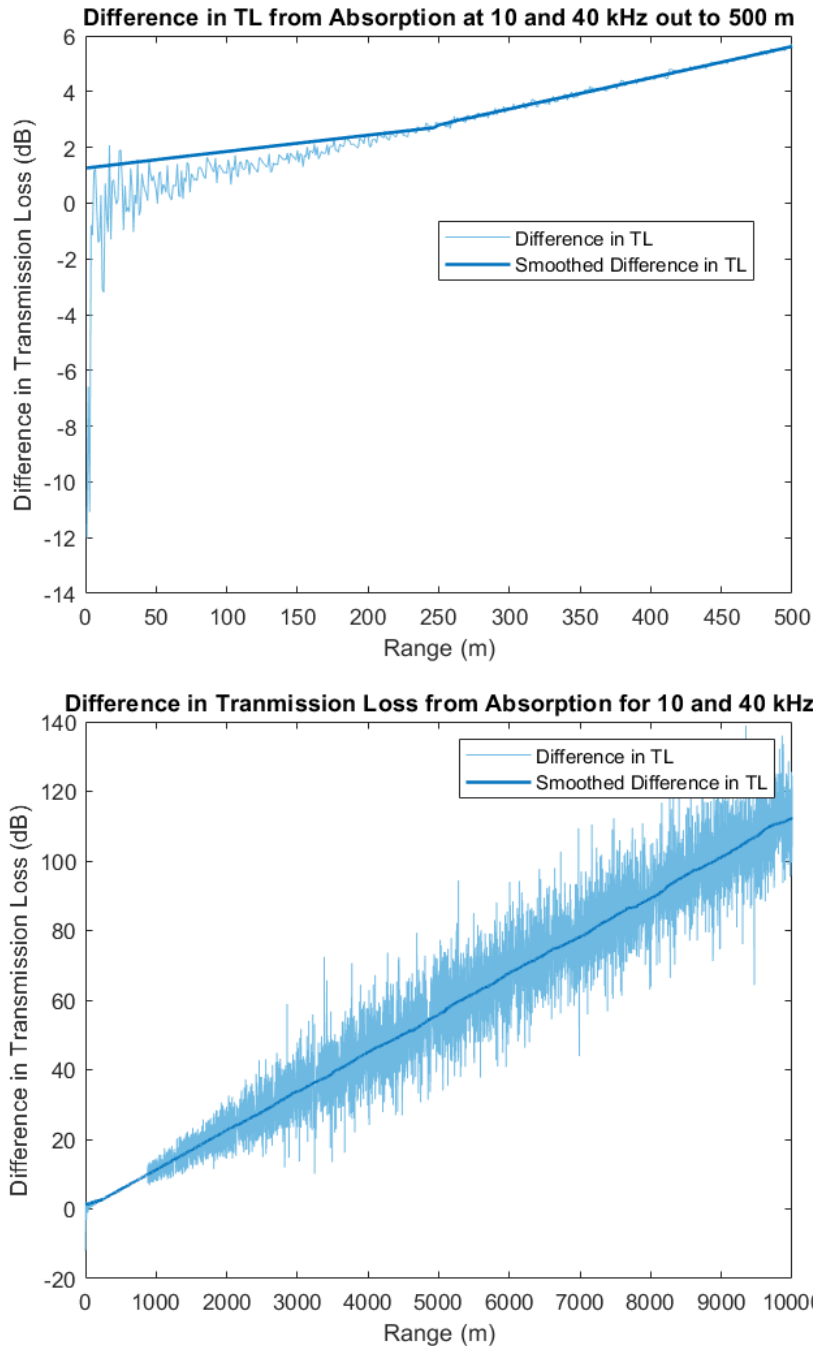 Difference in TL from Absorption at 10 and 40 kHz out to 500 m
6
4
2
0
-2
-4
-6
-8
-10
-12
-14
Difference in Transmission Loss (dB)
Difference in TL
Smoothed Difference in TL
0 50 100 150 200 250 300 350 400 450 500
Range (m)
Difference in Tranmission Loss from Absorption for 10 and 40 kHz
140
120
100
80
60
40
20
0
-20
Difference in Transmission Loss (dB)
Difference in TL
Smoothed Difference in TL
0 1000 2000 3000 4000 5000 6000 7000 8000 9000 10000
Range (m)